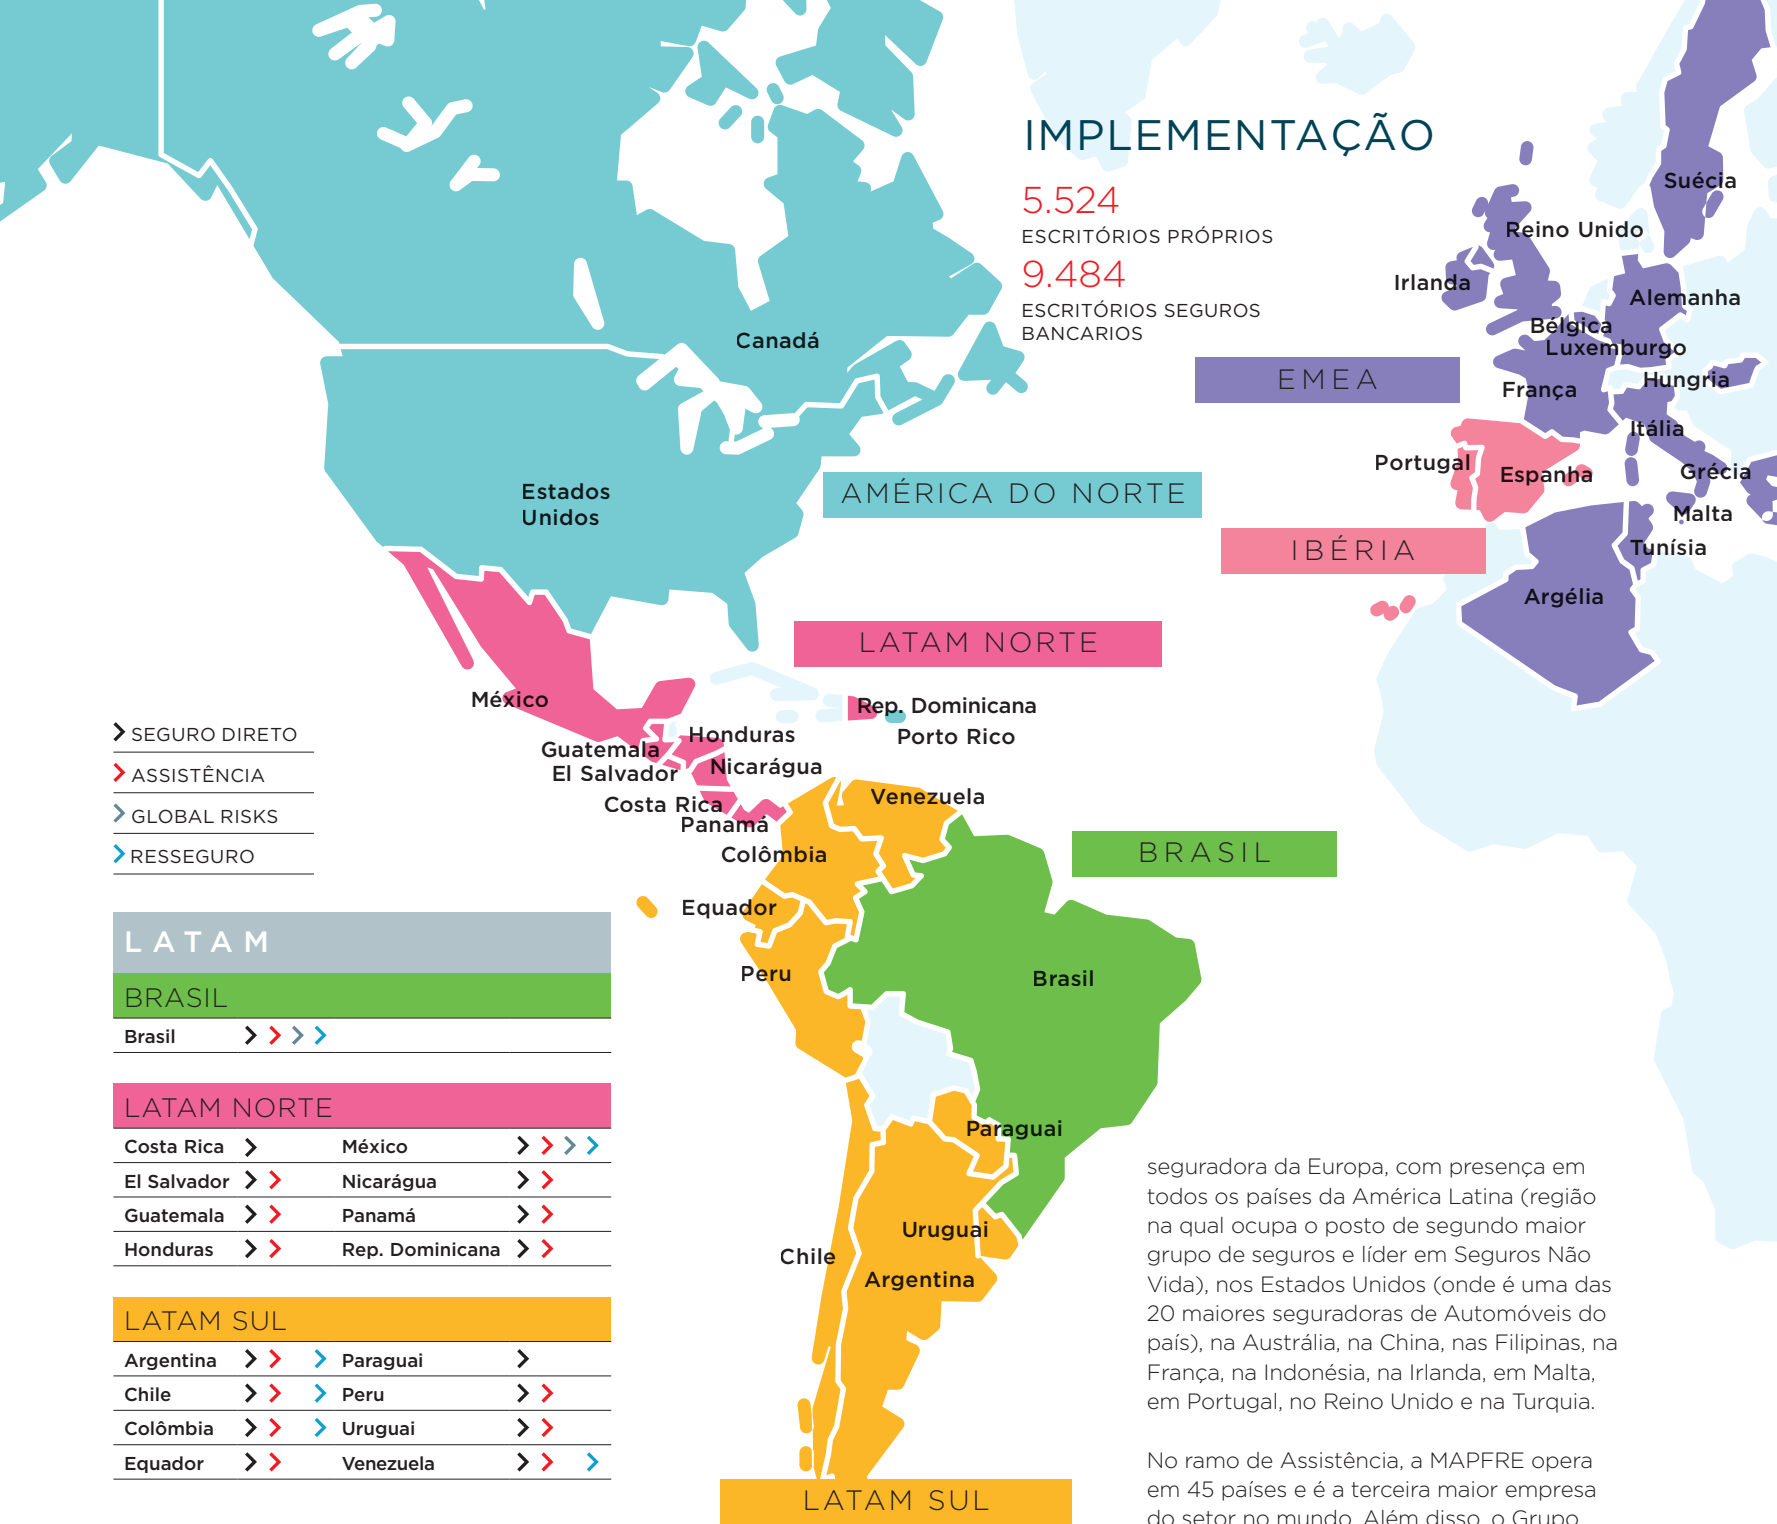 IMPLEMENTAÇÃO
5.524
ESCRITÓRIOS PRÓPRIOS
9.484
ESCRITÓRIOS SEGUROS
BANCARIOS
Suécia
Reino Unido
Irlanda
Alemanha
Bélgica
Luxemburgo
Hungria
França
Itália
Portugal
Espanha
Grécia
Malta
Tunísia
Argélia
EMEA
IBÉRIA
Canadá
Estados
Unidos
AMÉRICA DO NORTE
LATAM NORTE
México
Rep. Dominicana
Porto Rico
Honduras
Guatemala
El Salvador
Nicarágua
Costa Rica
Panamá
Venezuela
Colômbia
BRASIL
Equador
Peru
Brasil
Paraguai
Uruguai
Chile
Argentina
LATAM SUL
SEGURO DIRETO
ASSISTÊNCIA
GLOBAL RISKS
RESSEGURO
LATAM
BRASIL
Brasil
LATAM NORTE
Costa Rica México
El Salvador Nicarágua
Guatemala Panamá
Honduras Rep. Dominicana
LATAM SUL
Argentina Paraguai
Chile Peru
Colômbia Uruguai
Equador Venezuela
seguradora da Europa, com presença em
todos os países da América Latina (região
na qual ocupa o posto de segundo maior
grupo de seguros e líder em Seguros Não
Vida), nos Estados Unidos (onde é uma das
20 maiores seguradoras de Automóveis do
país), na Austrália, na China, nas Filipinas, na
França, na Indonésia, na Irlanda, em Malta,
em Portugal, no Reino Unido e na Turquia.
No ramo de Assistência, a MAPFRE opera
em 45 países e é a terceira maior empresa
do setor no mundo. Além disso, o Grupo